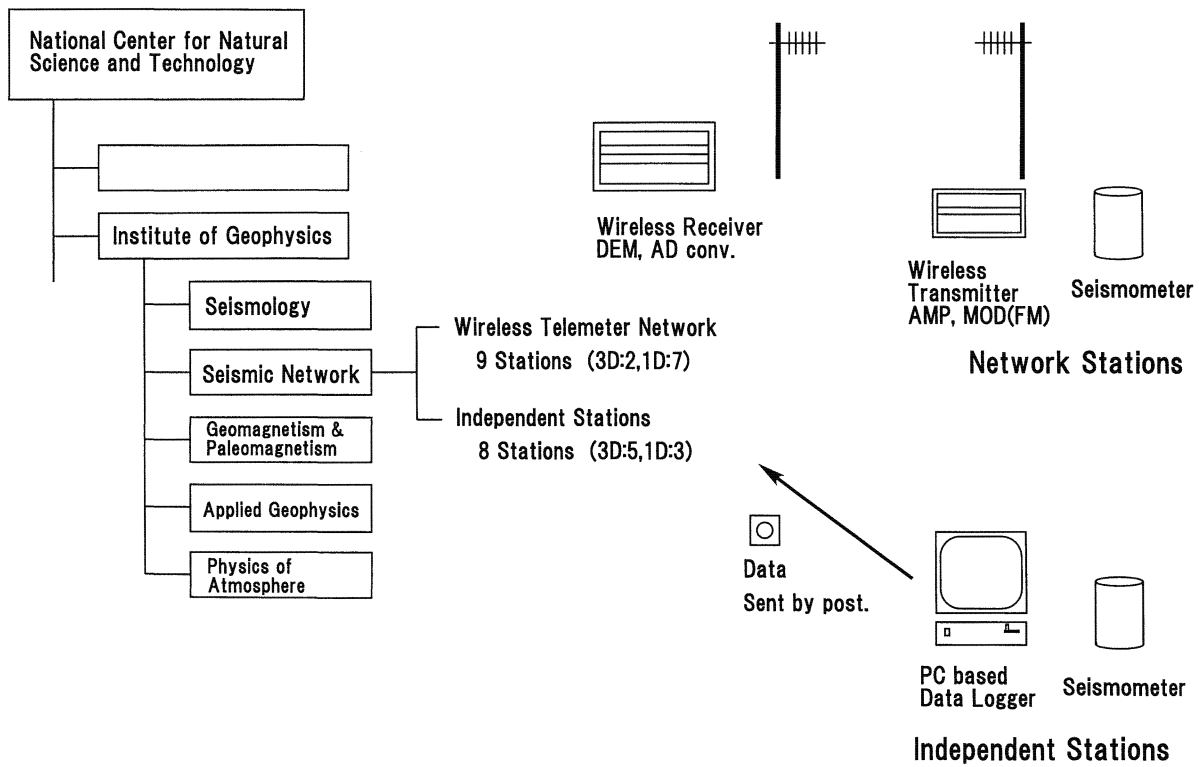 National Center for Natural
Science and Technology
Institute of Geophysics
Seismology
Seismic Network
Geomagnetism &
Paleomagnetism
Applied Geophysics
Physics of
Atmosphere
Wireless Telemeter Network
9 Stations (3D:2,1D:7)
Independent Stations
8 Stations (3D:5,1D:3)
Wireless Receiver
DEM, AD conv.
Wireless
Transmitter
AMP, MOD(FM)
Seismometer
Network Stations
Data
Sent by post.
PC based
Data Logger
Seismometer
Independent Stations